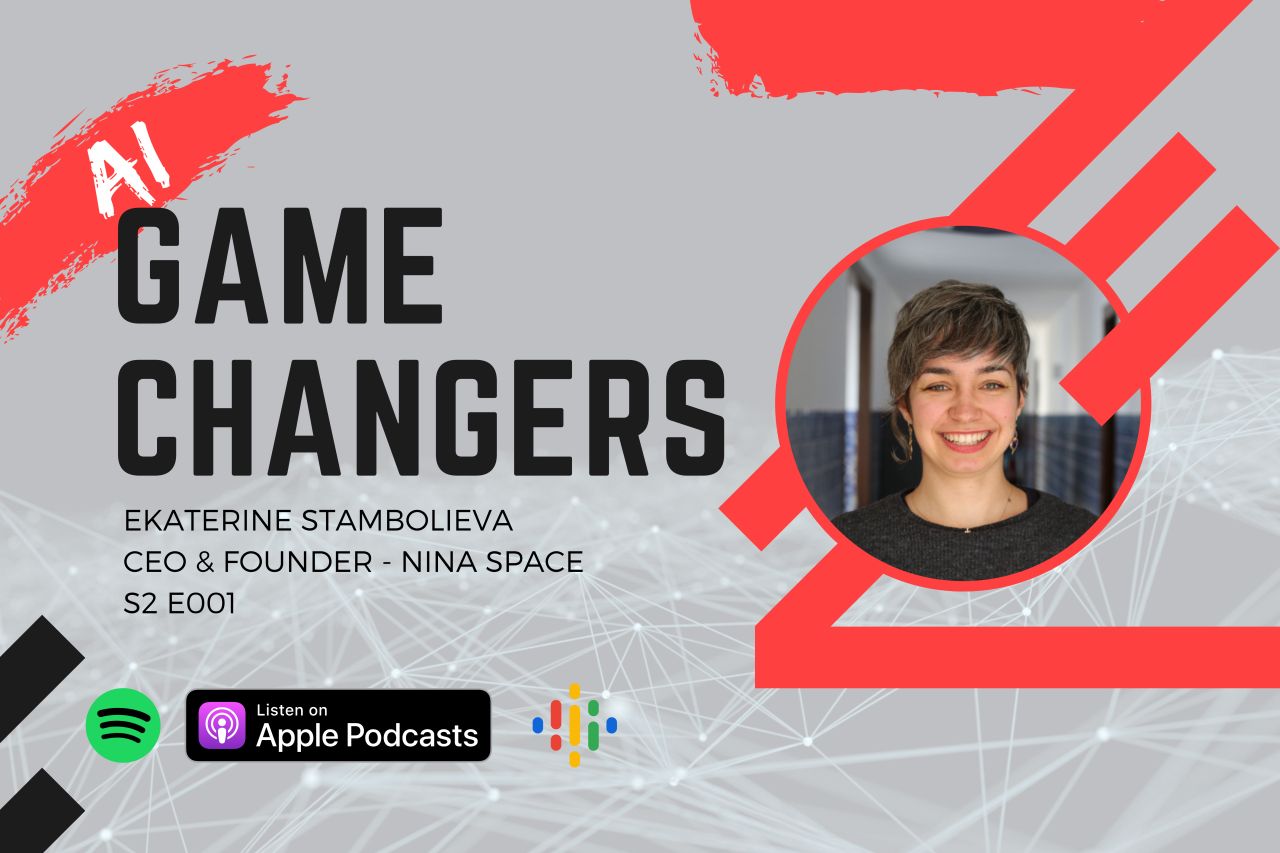 AI
GAME
CHANGERS
EKATERINE STAMBOLIEVA
CEO & FOUNDER - NINA SPACE
S2 E001
Listen on
Apple Podcasts